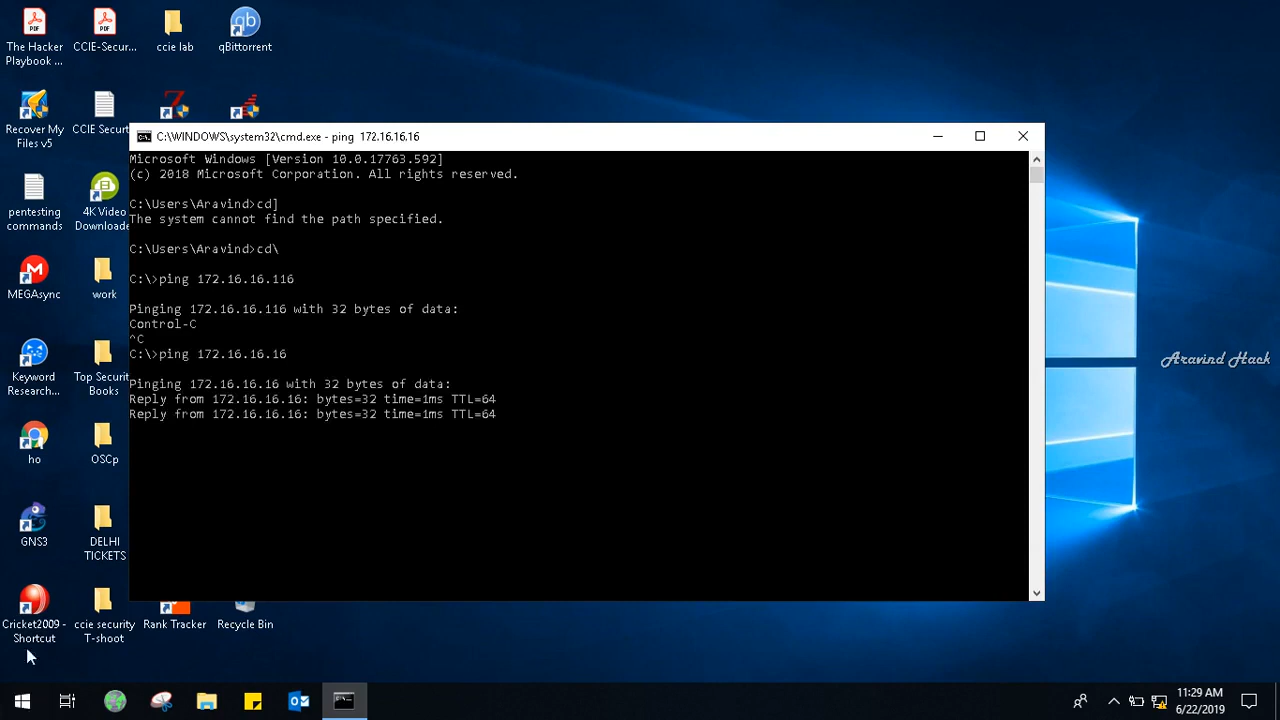 The Hacker
Playbook ...
CCIE-Secur...
ccie lab
qBittorrent
Recover My
Files v5
CCIE Securi
pentesting
commands
4K Video
Downloade
MEGAsync
work
Keyword
Researc...
Top Securit
Books
ho
OSCp
GNS3
DELHI
TICKETS
Cricket2009 -
Shortcut
ccie security
T-shoot
Rank Tracker
Recycle Bin
C:\WINDOWS\system32\cmd.exe - ping 172.16.16.16
Microsoft Windows [Version 10.0.17763.592]
(c) 2018 Microsoft Corporation. All rights reserved.
C:\Users\Aravind>cd]
The system cannot find the path specified.
C:\Users\Aravind>cd\
C:\>ping 172.16.16.116
Pinging 172.16.16.116 with 32 bytes of data:
Control-C
^C
C:\>ping 172.16.16.16
Pinging 172.16.16.16 with 32 bytes of data:
Reply from 172.16.16.16: bytes=32 time=1ms TTL=64
Reply from 172.16.16.16: bytes=32 time=1ms TTL=64
Aravind Hack
11:29 AM
6/22/2019